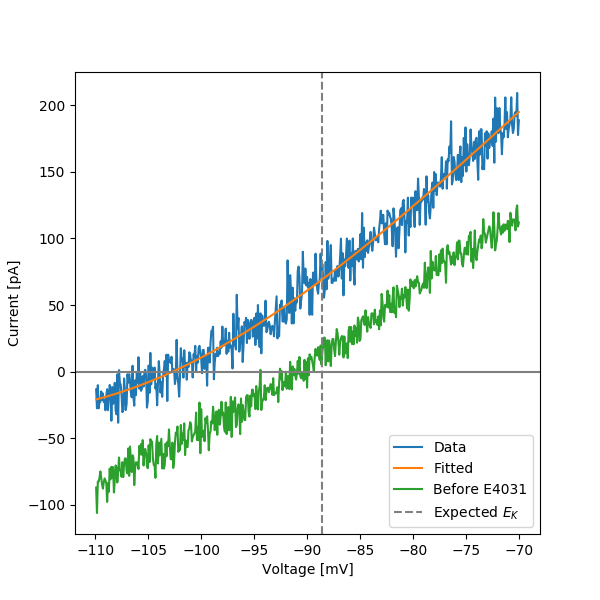 200
150
100
50
0
−50
−100
−110 −105 −100 −95 −90 −85 −80 −75 −70
Current [pA]
Voltage [mV]
Data
Fitted
Before E4031
Expected E_K